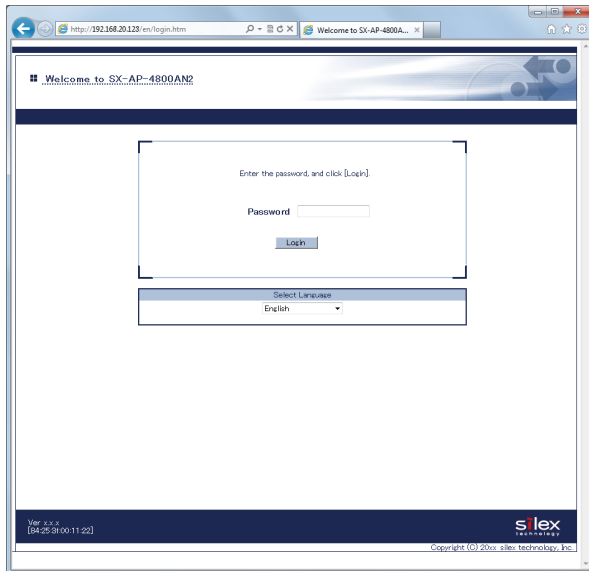 http://192.168.20.123/en/login.htm
Welcome to SX-AP-4800A...
Welcome to SX-AP-4800AN2
Enter the password, and click [Login].
Password
Login
Select Language
English
Ver x.x.x
[84:25:3f:00:11:22]
silex
technology
Copyright (C) 20xx silex technology, Inc.